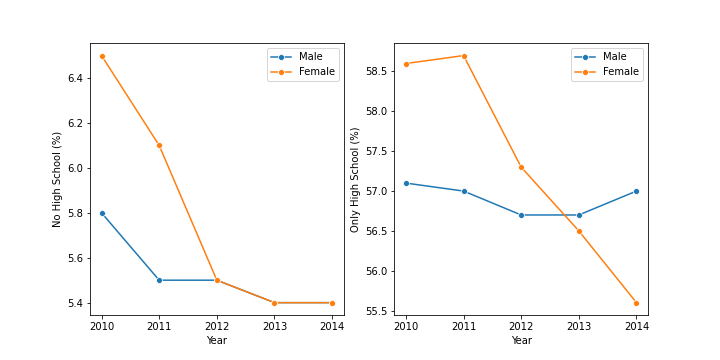 No High School (%)
6.4
6.2
6.0
5.8
5.6
5.4
2010 2011 2012 2013 2014
Year
Male
Female
Only High School (%)
58.5
58.0
57.5
57.0
56.5
56.0
55.5
2010 2011 2012 2013 2014
Year
Male
Female